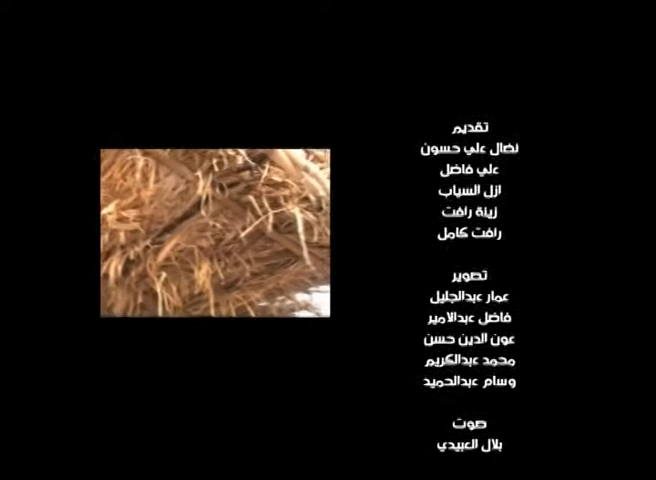 تقديم
نضال علي حسون
علي فاضل
ازل السياب
زينة رافت
رافت كامل
تصوير
عمار عبدالجليل
فاضل عبدالامير
عون الدين حسن
محمد عبدالكريم
وسام عبدالحميد
صوت
بلال العبيدي